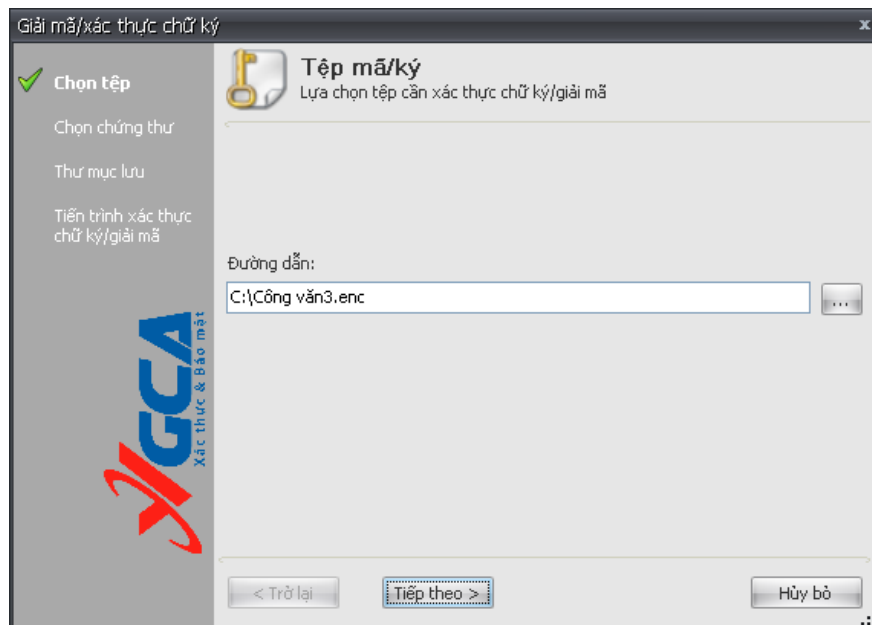 Giải mã/xác thực chữ ký
x
Chọn tệp
Chọn chứng thư
Thư mục lưu
Tiến trình xác thực
chữ ký/giải mã
GCA
Xác thực & Bảo mật
Tệp mã/ký
Lựa chọn tệp cần xác thực chữ ký/giải mã
Đường dẫn:
C:\Công văn3.enc
...
< Trở lại
Tiếp theo >
Hủy bỏ